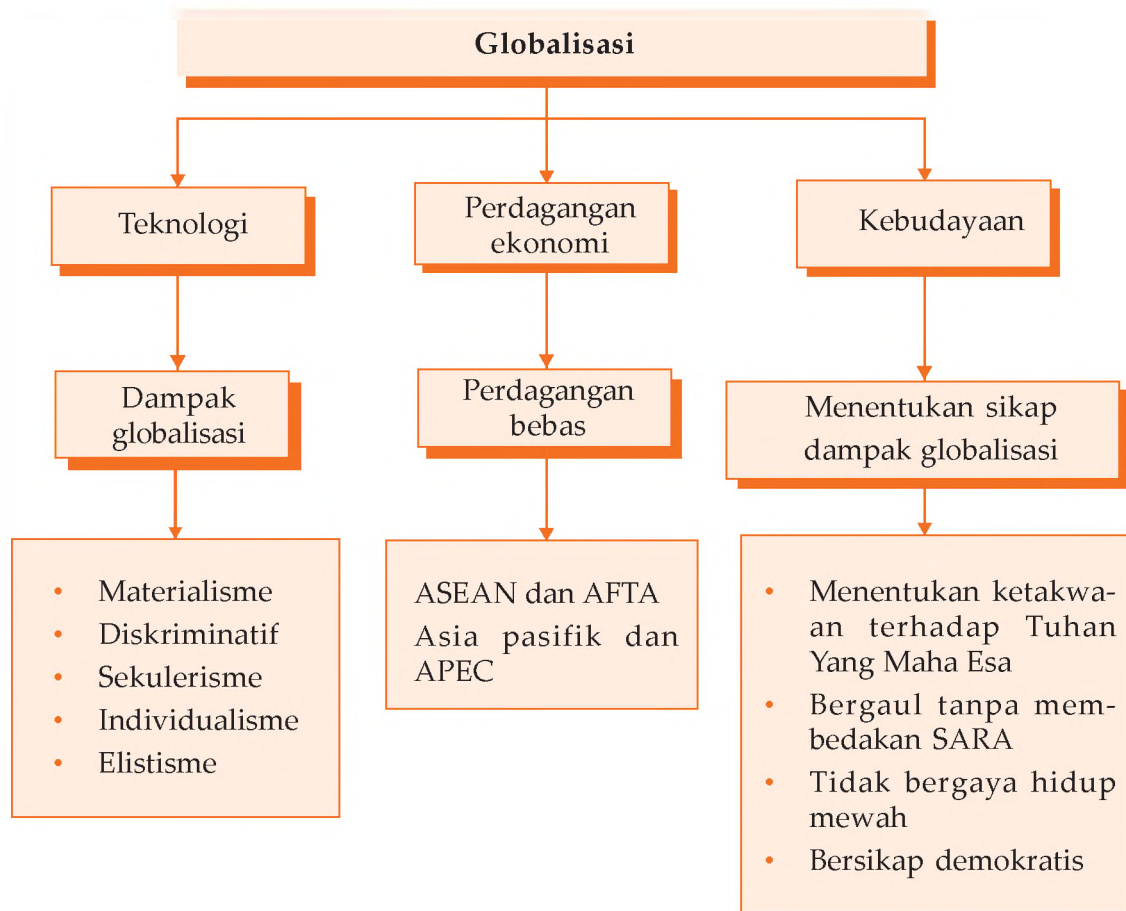 Globalisasi
Teknologi
Perdagangan
ekonomi
Kebudayaan
Dampak
globalisasi
Perdagangan
bebas
Menentukan sikap
dampak globalisasi
• Materialisme
• Diskriminatif
• Sekulerisme
• Individualisme
• Elistisme
ASEAN dan AFTA
Asia pasifik dan
APEC
• Menentukan ketakwa-
an terhadap Tuhan
Yang Maha Esa
• Bergaul tanpa mem-
bedakan SARA
• Tidak bergaya hidup
mewah
• Bersikap demokratis